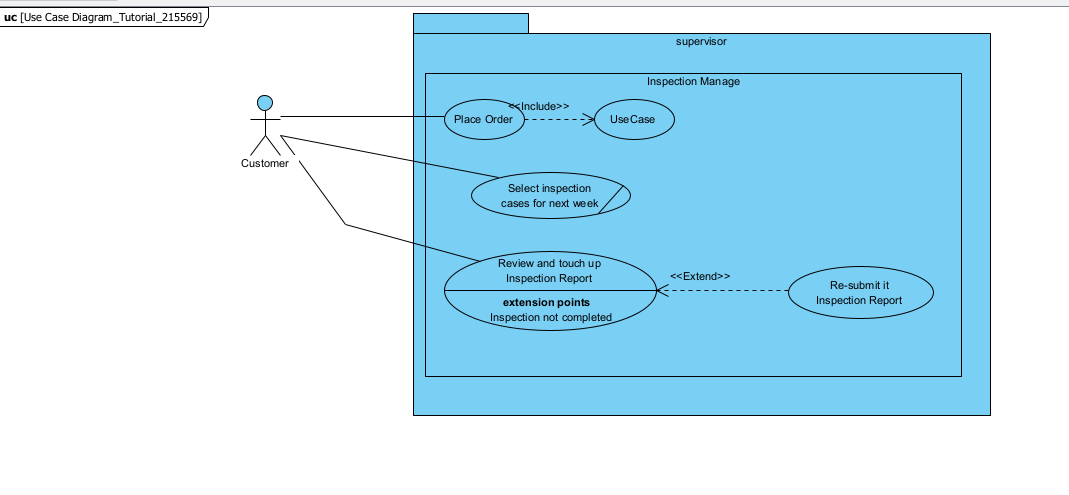 uc [Use Case Diagram_Tutorial_215569]
supervisor
Inspection Manage
Customer
Place Order
<<Include>>
UseCase
Select inspection
cases for next week
Review and touch up
Inspection Report
extension points
Inspection not completed
<<Extend>>
Re-submit it
Inspection Report